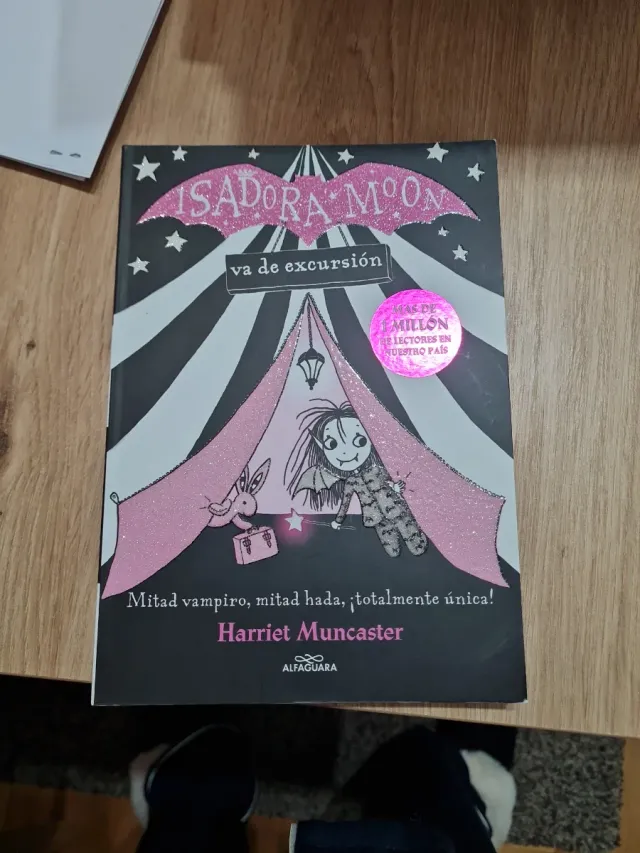 ISADORA MOON
va de excursión
MÁS DE
1 MILLÓN
DE LECTORES EN
NUESTRO PAÍS
Mitad vampiro, mitad hada, ¡totalmente única!
Harriet Muncaster
ALFAGUARA